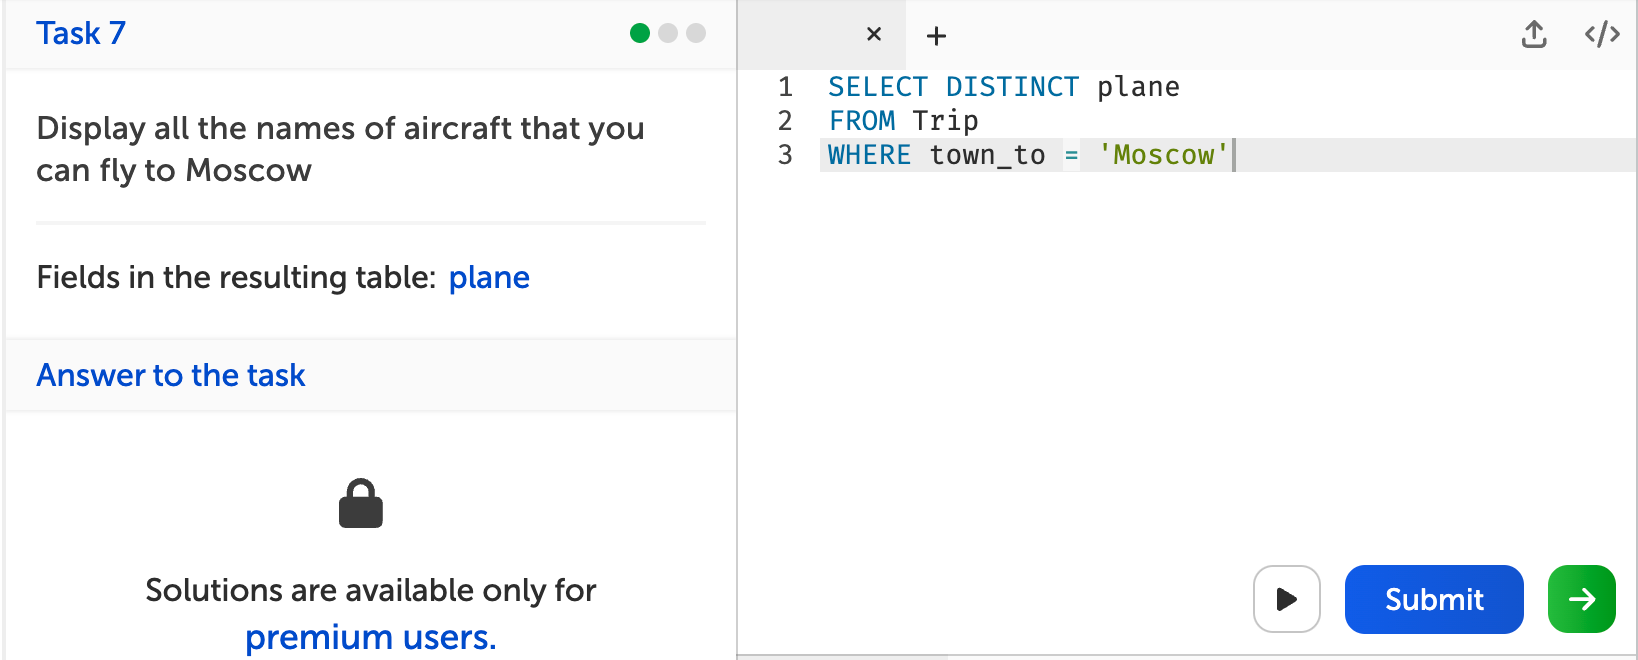 Task 7
Display all the names of aircraft that you
can fly to Moscow
Fields in the resulting table: plane
Answer to the task
Solutions are available only for
premium users.
× +
</>
1 SELECT DISTINCT plane
2 FROM Trip
3 WHERE town_to = 'Moscow'
Submit